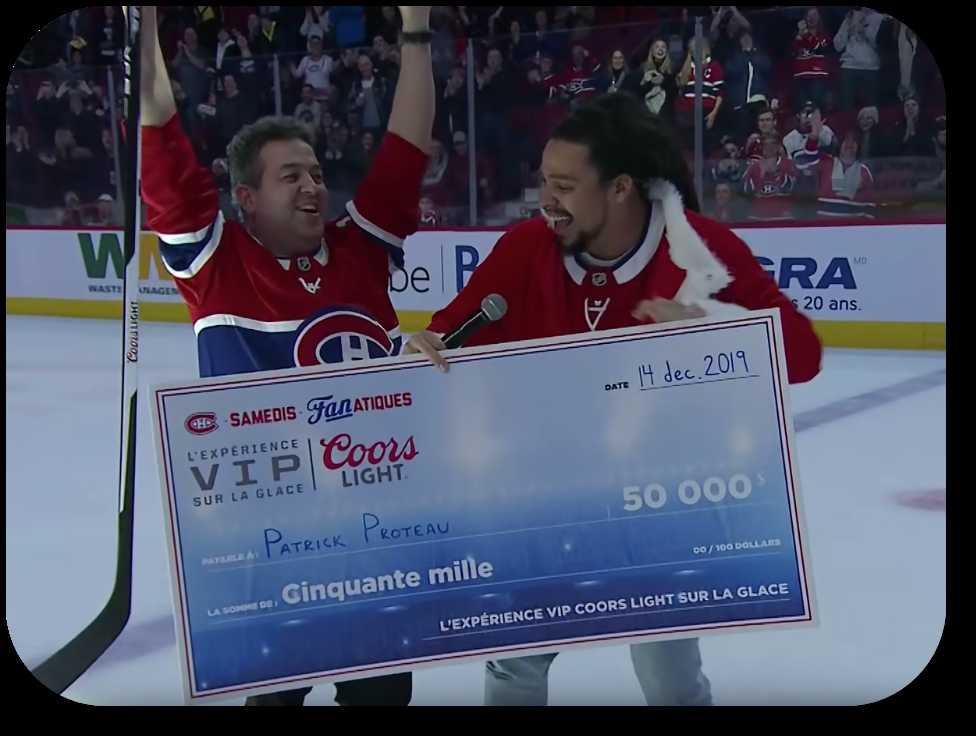 W
WASTE MANAGEMENT
be | B
GRA MD
s 20 ans.
COORS LIGHT
SAMEDIS - FANATIQUES
DATE 14 dec. 2019
L'EXPÉRIENCE
VIP
SUR LA GLACE
Coors
LIGHT
50 000 $
PAYABLE À : PATRICK PROTEAU
00 / 100 DOLLARS
LA SOMME DE : Cinquante mille
L'EXPÉRIENCE VIP COORS LIGHT SUR LA GLACE